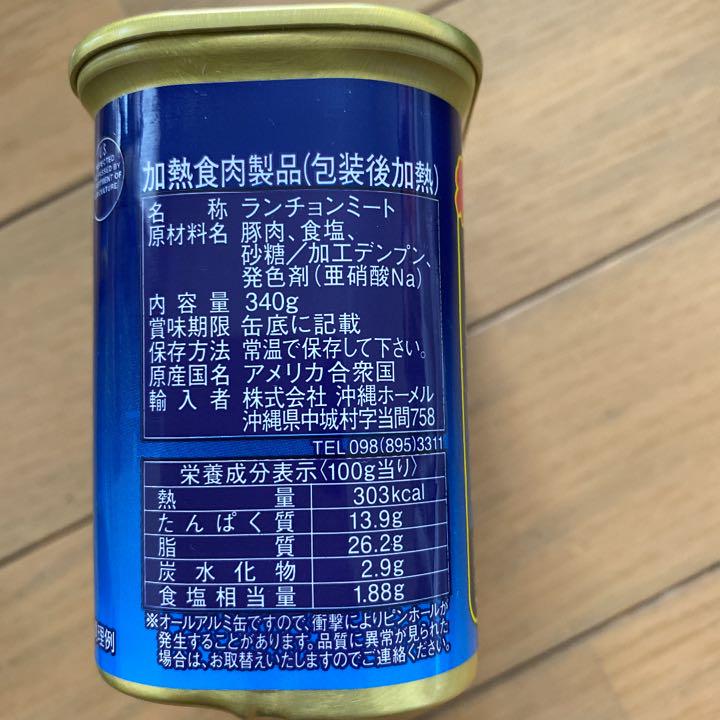 加熱食肉製品(包装後加熱)
名称 ランチョンミート
原材料名 豚肉、食塩、
砂糖/加工デンプン、
発色剤(亜硝酸Na)
内容量 340g
賞味期限 缶底に記載
保存方法 常温で保存して下さい。
原産国名 アメリカ合衆国
輸入者 株式会社 沖縄ホーメル
沖縄県中城村字当間758
TEL 098(895)3311
栄養成分表示〈100g当り〉
熱量 303kcal
たんぱく質 13.9g
脂質 26.2g
炭水化物 2.9g
食塩相当量 1.88g
※オールアルミ缶ですので、衝撃によりピンホールが
発生することがあります。品質に異常が見られた
場合は、お取替えいたしますのでご連絡ください。
理例